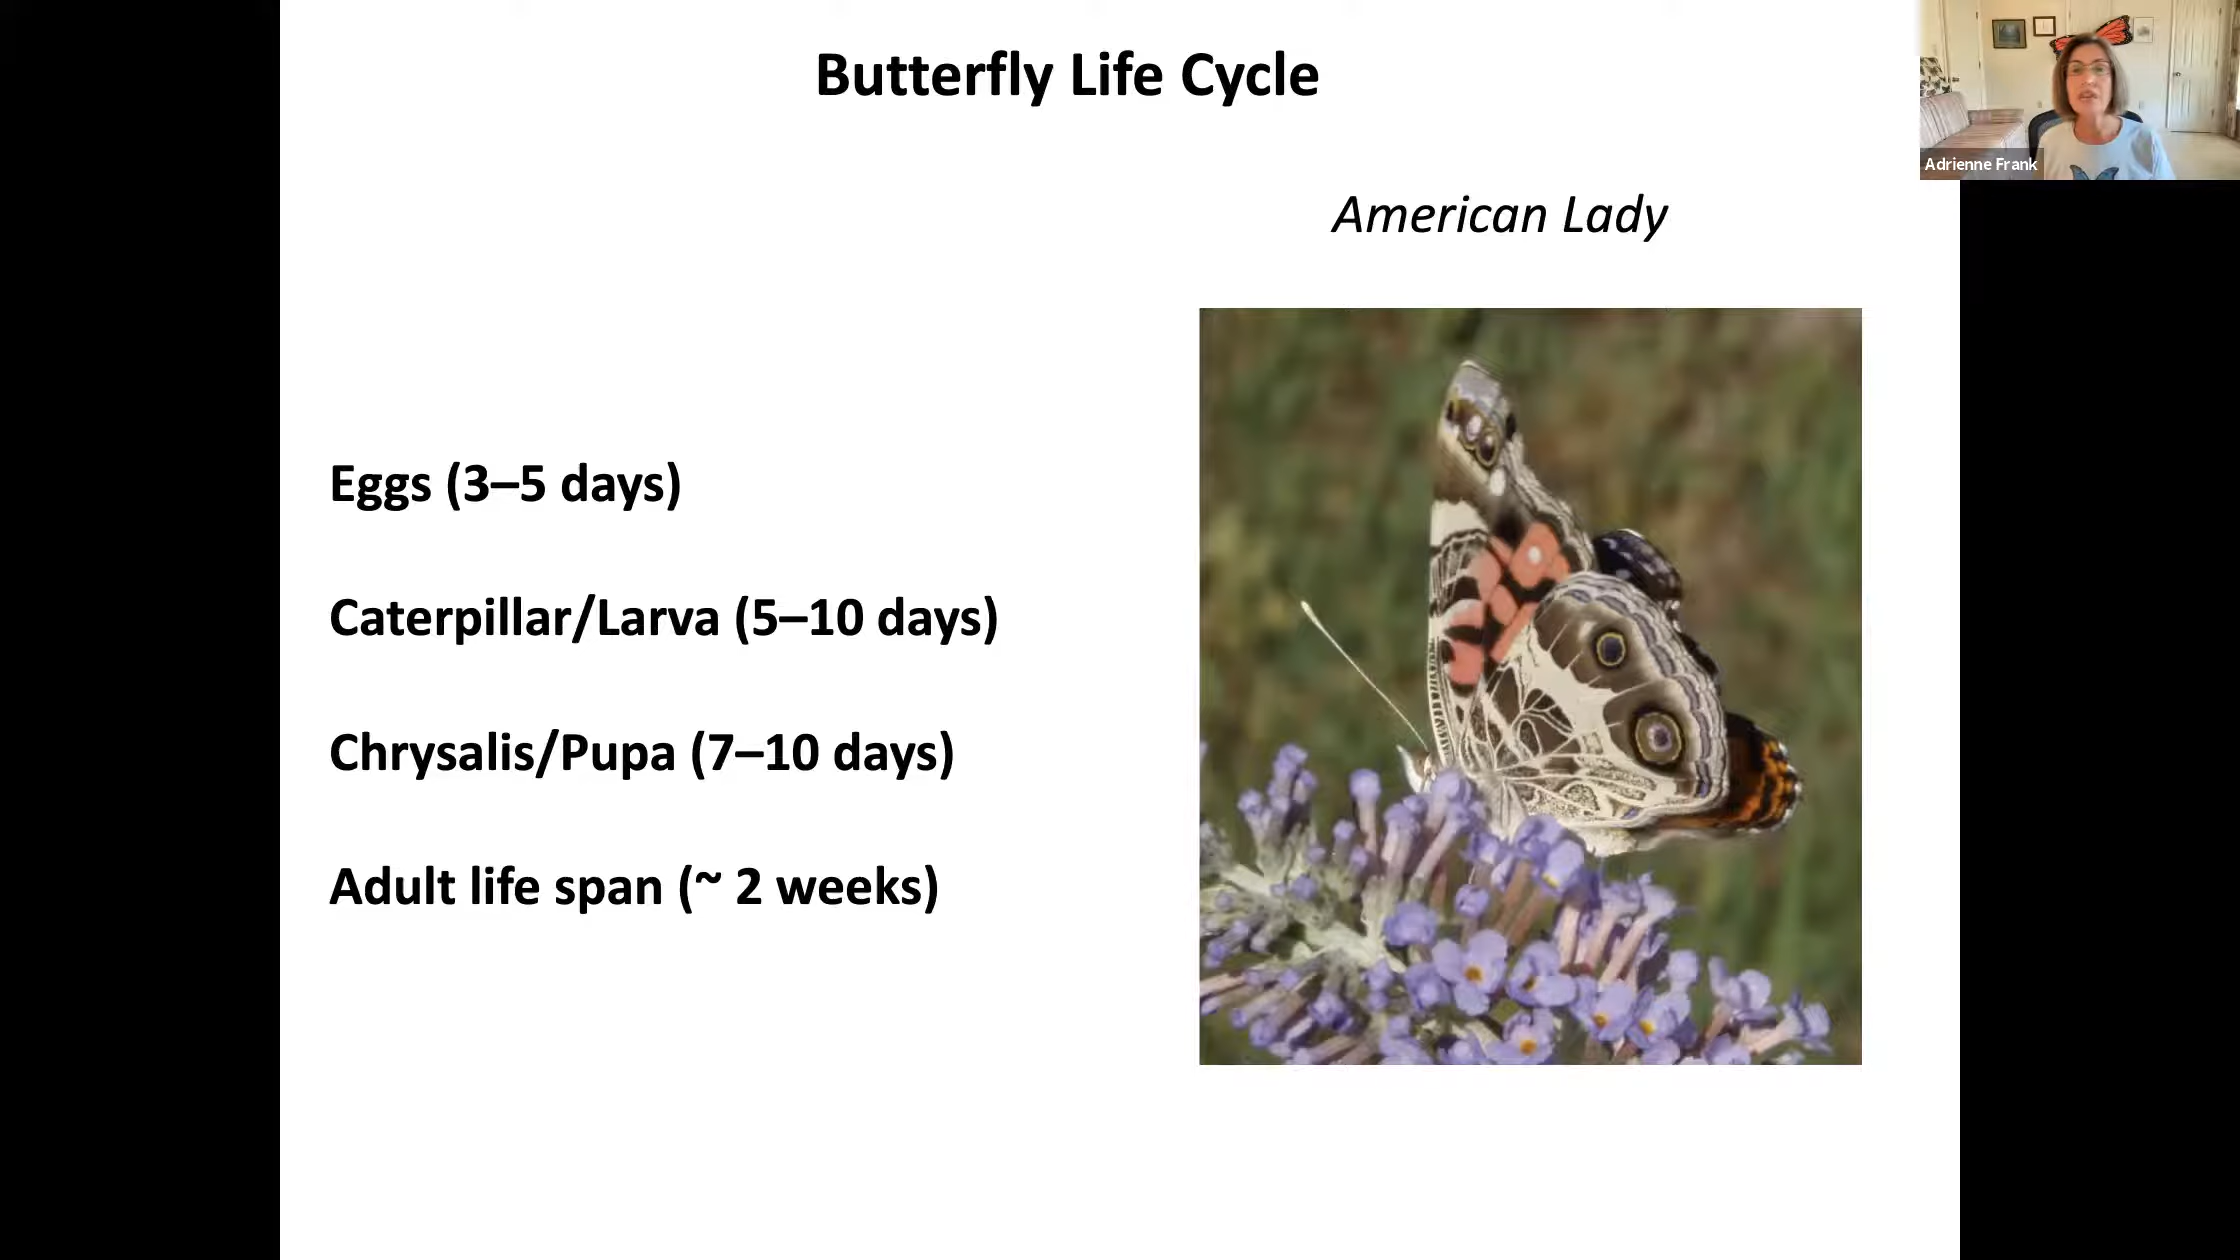 Butterfly Life Cycle
Adrienne Frank
American Lady
Eggs (3–5 days)
Caterpillar/Larva (5–10 days)
Chrysalis/Pupa (7–10 days)
Adult life span (~ 2 weeks)